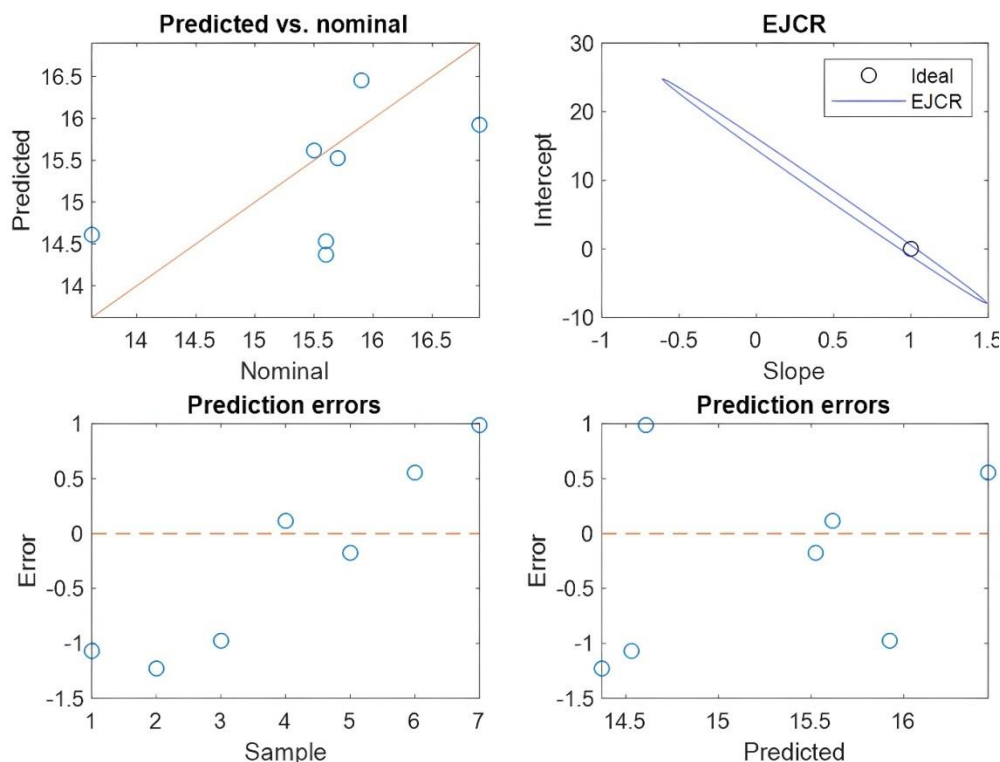 Predicted vs. nominal
16.5
16
15.5
15
14.5
14
Predicted
14 14.5 15 15.5 16 16.5
Nominal
EJCR
30
20
10
0
-10
Intercept
Ideal
EJCR
-1 -0.5 0 0.5 1 1.5
Slope
Prediction errors
1
0.5
0
-0.5
-1
-1.5
Error
1 2 3 4 5 6 7
Sample
Prediction errors
1
0.5
0
-0.5
-1
-1.5
Error
14.5 15 15.5 16
Predicted